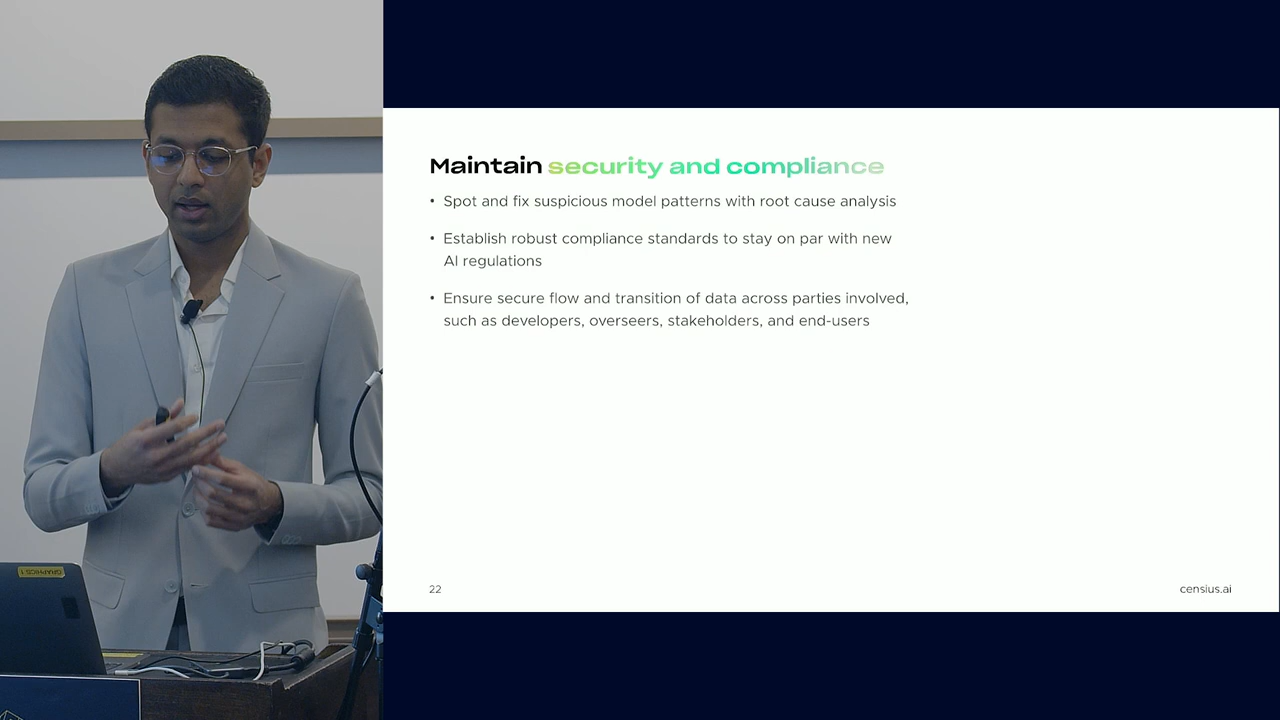 Maintain security and compliance
• Spot and fix suspicious model patterns with root cause analysis
• Establish robust compliance standards to stay on par with new
AI regulations
• Ensure secure flow and transition of data across parties involved,
such as developers, overseers, stakeholders, and end-users
22
censius.ai
GRAPHICS 1